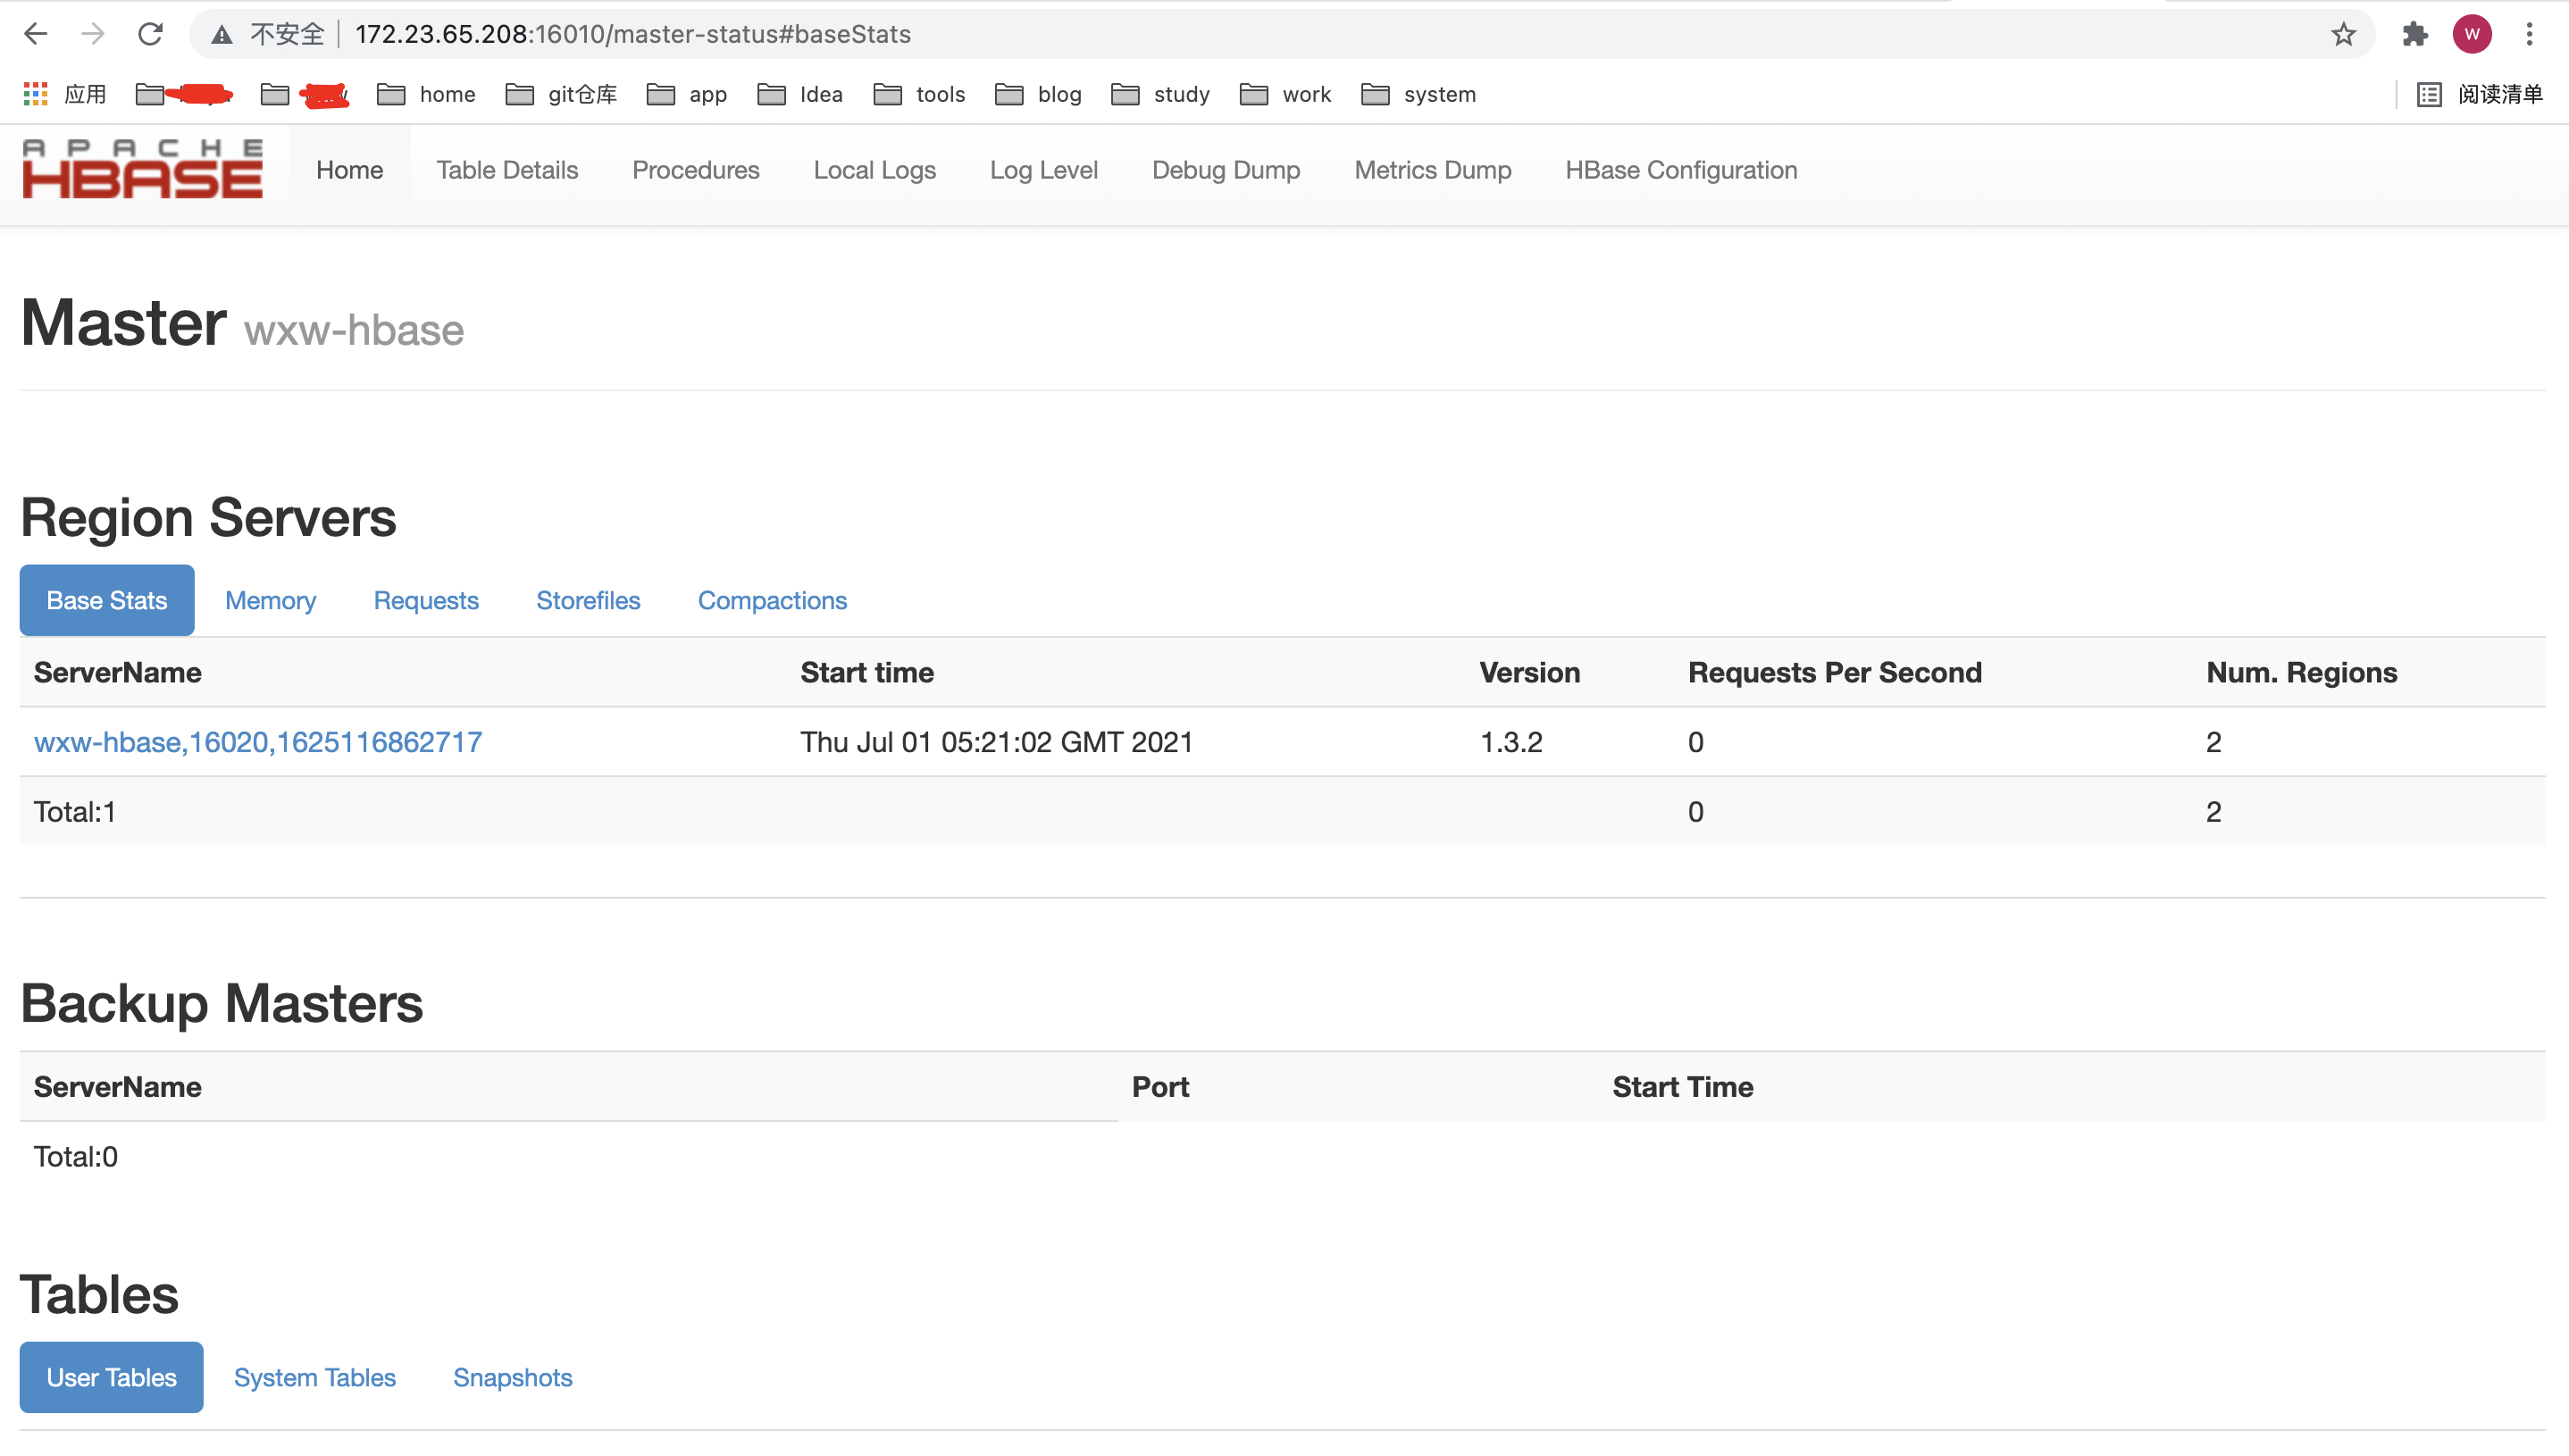 不安全 172.23.65.208:16010/master-status#baseStats W
应用 home git仓库 app Idea tools blog study work system 阅读清单
APACHE
HBASE
Home Table Details Procedures Local Logs Log Level Debug Dump Metrics Dump HBase Configuration
Master wxw-hbase
Region Servers
Base Stats Memory Requests Storefiles Compactions
ServerName Start time Version Requests Per Second Num. Regions
wxw-hbase,16020,1625116862717 Thu Jul 01 05:21:02 GMT 2021 1.3.2 0 2
Total:1 0 2
Backup Masters
ServerName Port Start Time
Total:0
Tables
User Tables System Tables Snapshots